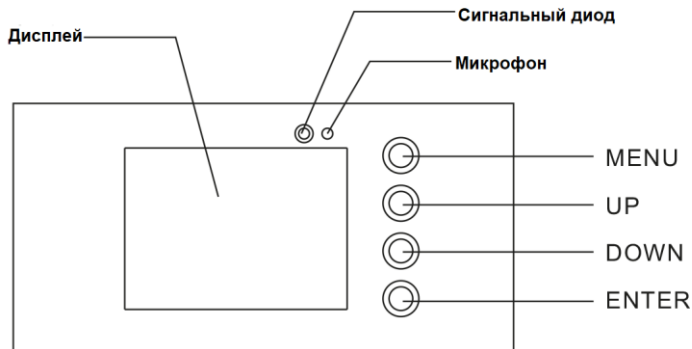 Сигнальный диод
Дисплей
Микрофон
MENU
UP
DOWN
ENTER